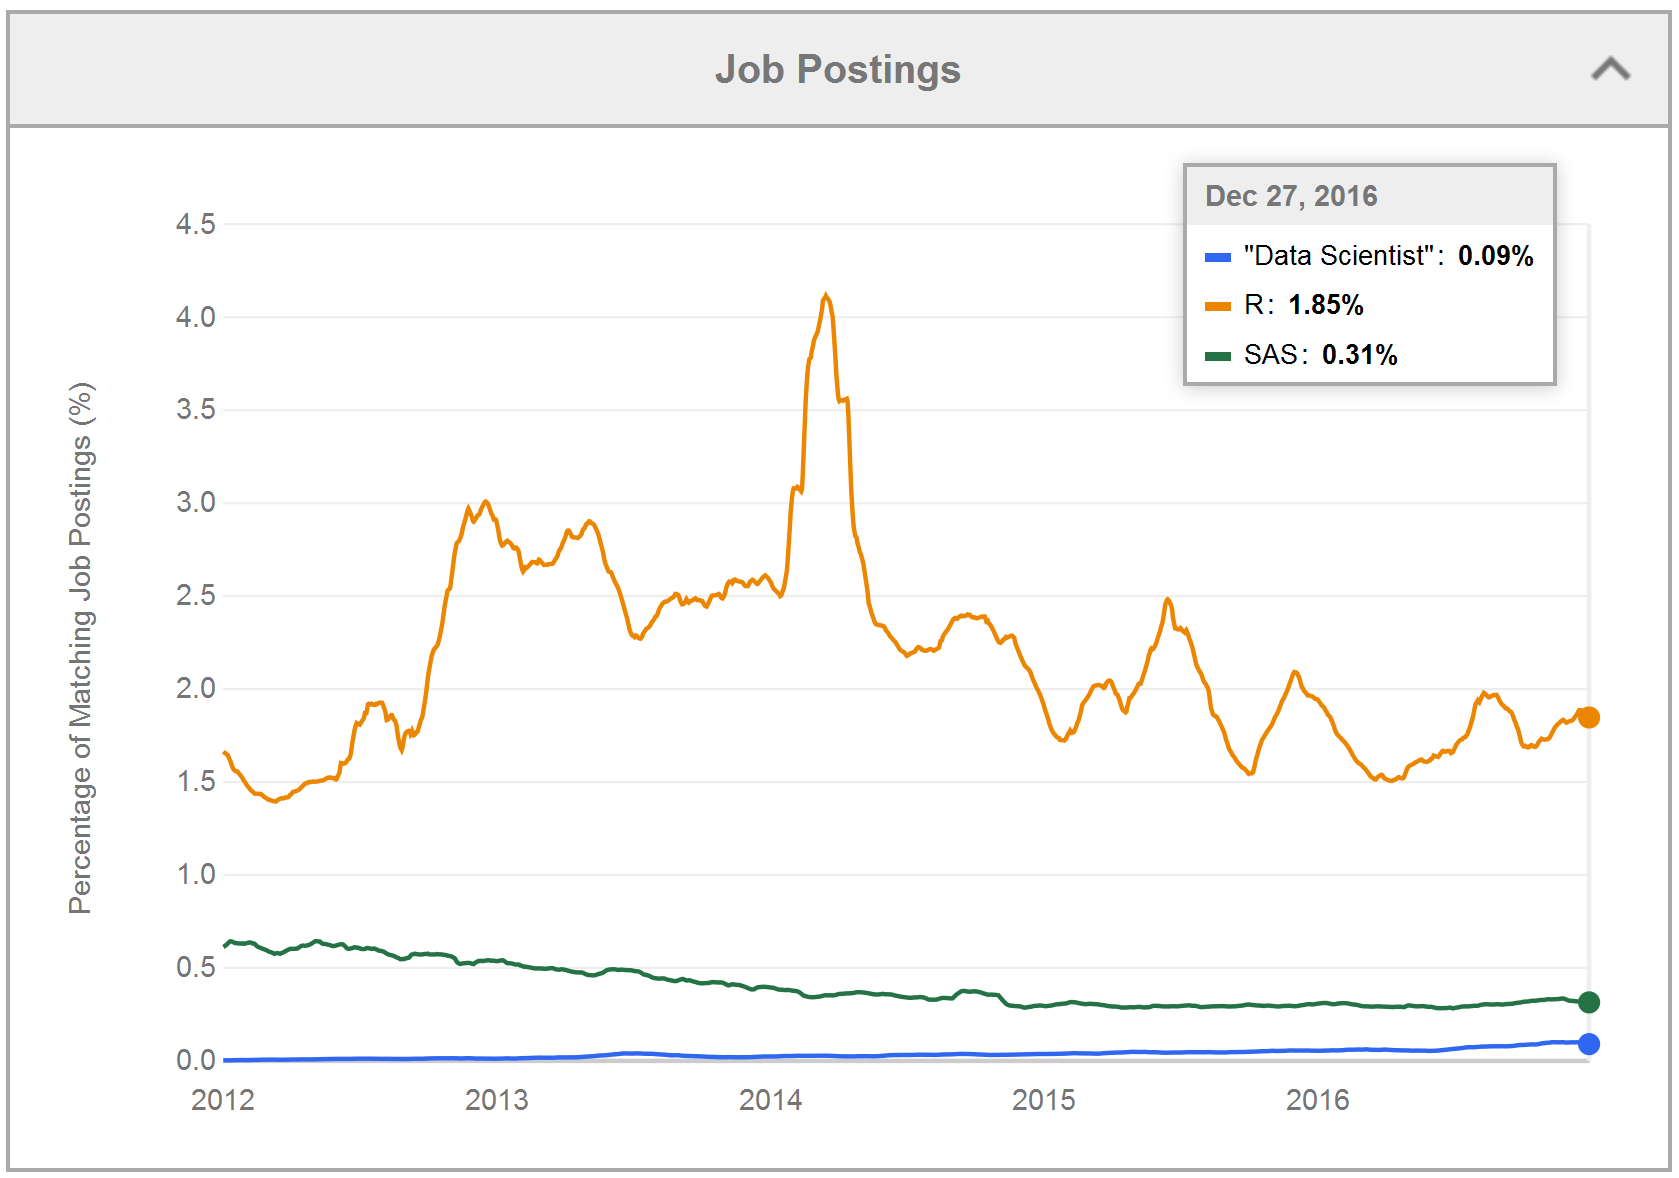 Job Postings
Dec 27, 2016
"Data Scientist": 0.09%
R: 1.85%
SAS: 0.31%
Percentage of Matching Job Postings (%)
4.5
4.0
3.5
3.0
2.5
2.0
1.5
1.0
0.5
0.0
2012 2013 2014 2015 2016